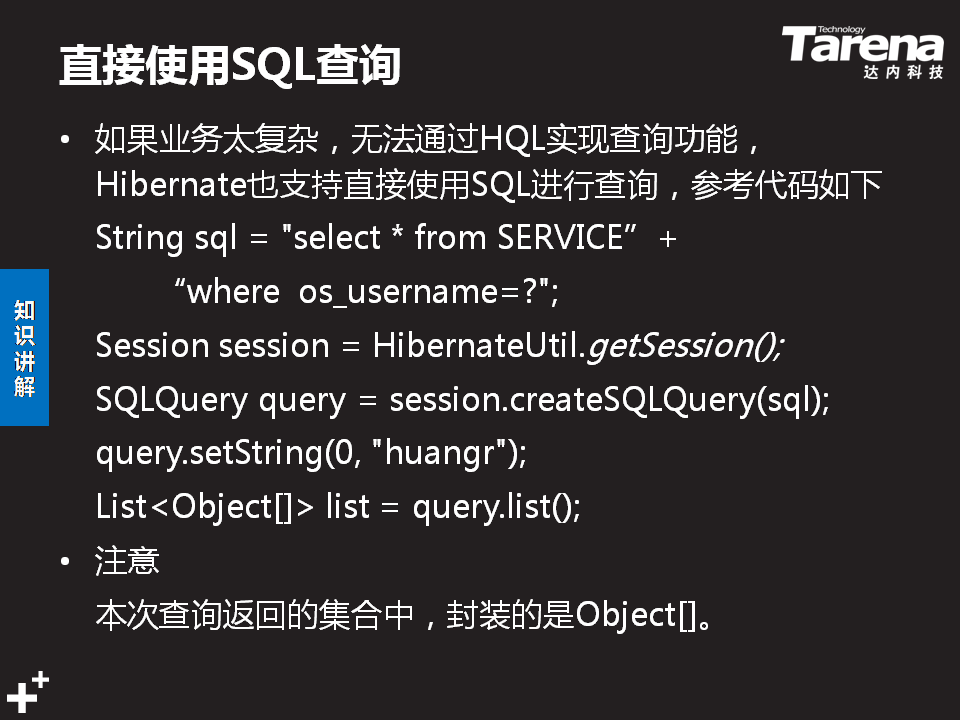 直接使用SQL查询
Technology
Tarena
达内科技
• 如果业务太复杂，无法通过HQL实现查询功能，
Hibernate也支持直接使用SQL进行查询，参考代码如下
String sql = "select * from SERVICE” +
“where  os_username=?";
Session session = HibernateUtil.getSession();
SQLQuery query = session.createSQLQuery(sql);
query.setString(0, "huangr");
List<Object[]> list = query.list();
• 注意
本次查询返回的集合中，封装的是Object[]。
知识讲解